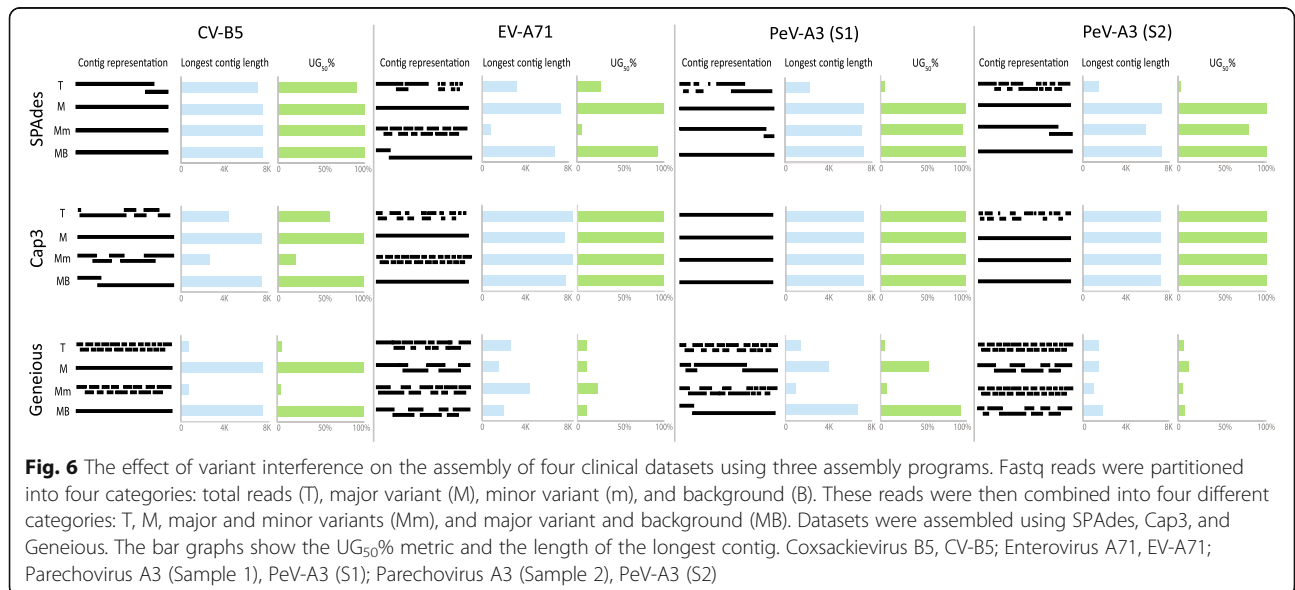 CV-B5 EV-A71 PeV-A3 (S1) PeV-A3 (S2)
Contig representation Longest contig length UG50% Contig representation Longest contig length UG50% Contig representation Longest contig length UG50% Contig representation Longest contig length UG50%
SPAdes
T
M
Mm
MB
0 4K 8K 0 50% 100% 0 4K 8K 0 50% 100% 0 4K 8K 0 50% 100% 0 4K 8K 0 50% 100%
Cap3
T
M
Mm
MB
0 4K 8K 0 50% 100% 0 4K 8K 0 50% 100% 0 4K 8K 0 50% 100% 0 4K 8K 0 50% 100%
Geneious
T
M
Mm
MB
0 4K 8K 0 50% 100% 0 4K 8K 0 50% 100% 0 4K 8K 0 50% 100% 0 4K 8K 0 50% 100%
Fig. 6 The effect of variant interference on the assembly of four clinical datasets using three assembly programs. Fastq reads were partitioned
into four categories: total reads (T), major variant (M), minor variant (m), and background (B). These reads were then combined into four different
categories: T, M, major and minor variants (Mm), and major variant and background (MB). Datasets were assembled using SPAdes, Cap3, and
Geneious. The bar graphs show the UG50% metric and the length of the longest contig. Coxsackievirus B5, CV-B5; Enterovirus A71, EV-A71;
Parechovirus A3 (Sample 1), PeV-A3 (S1); Parechovirus A3 (Sample 2), PeV-A3 (S2)